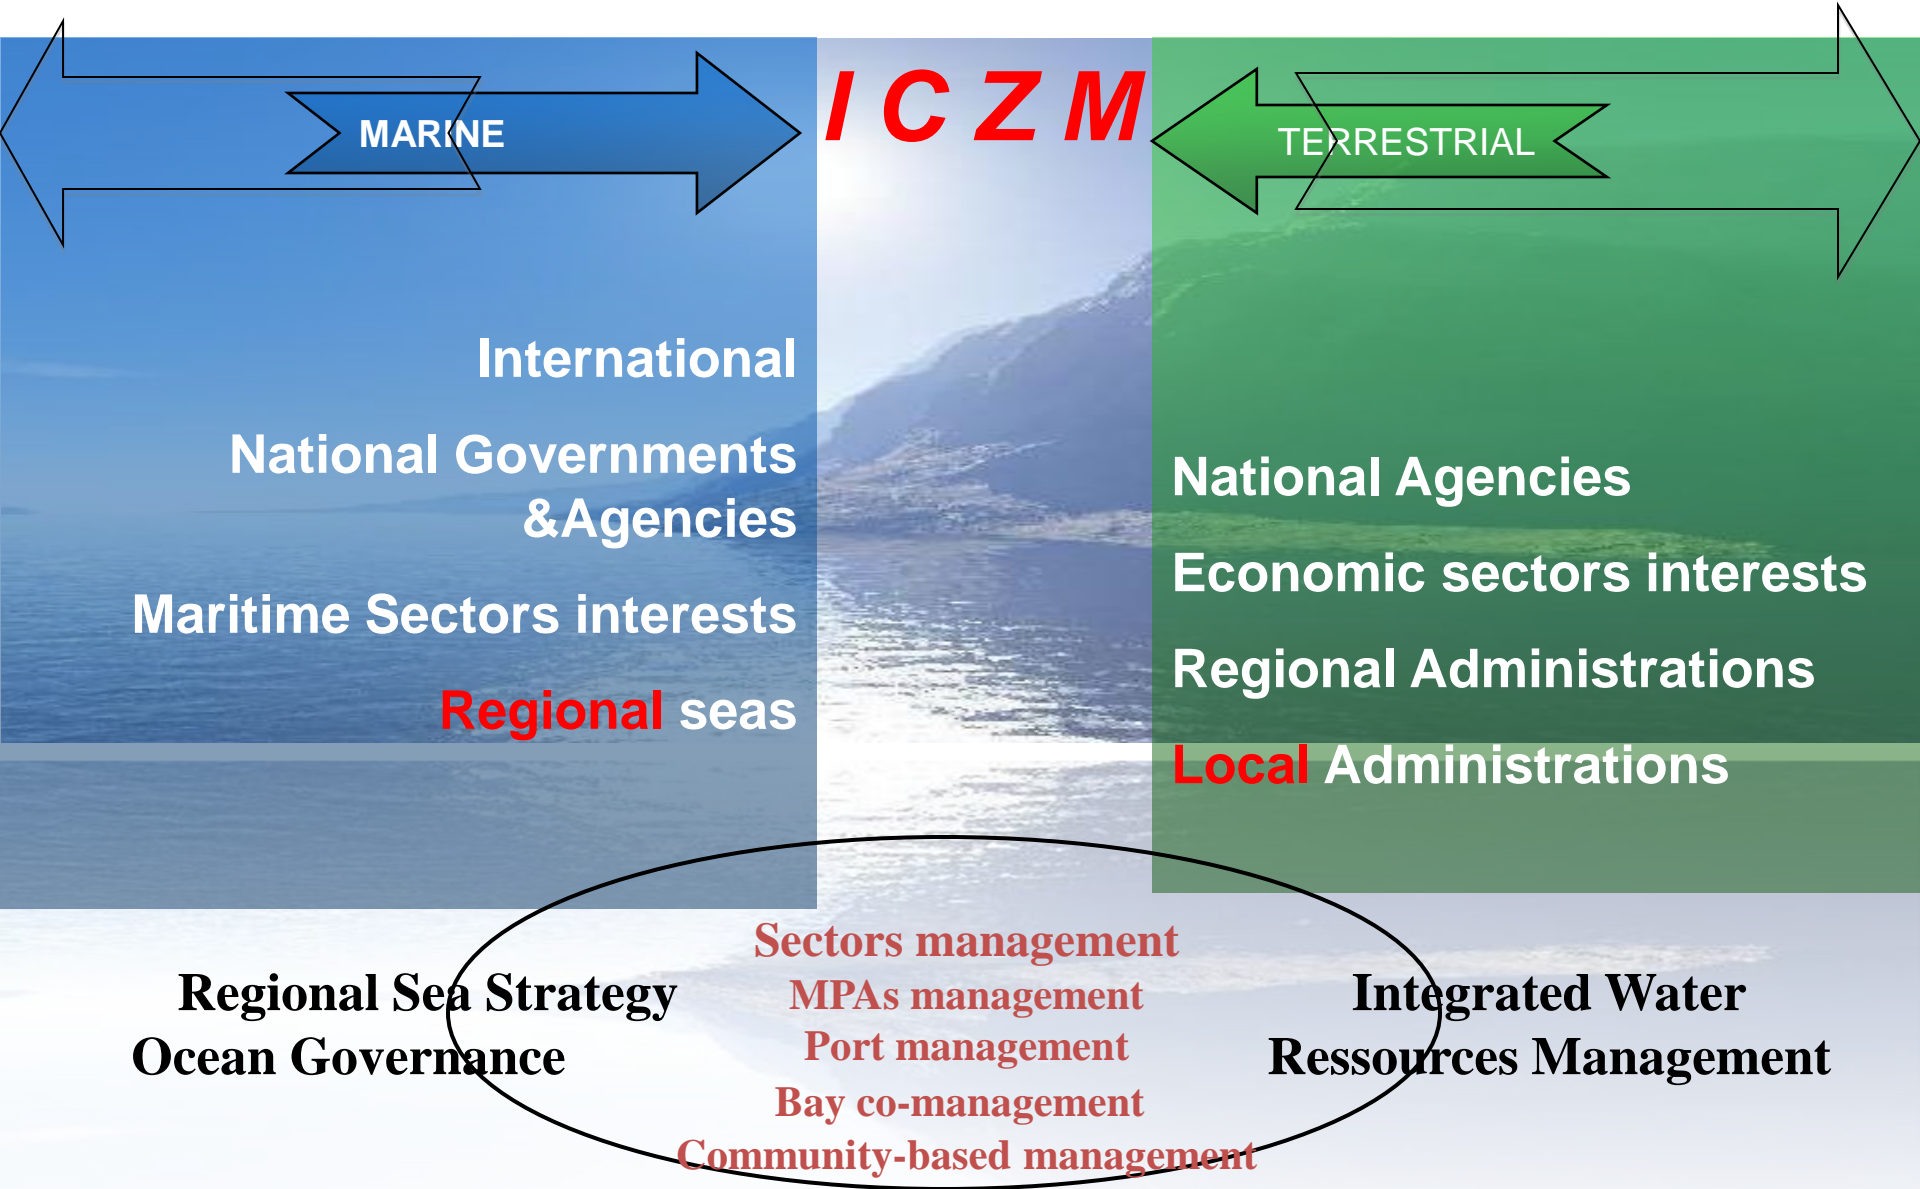 I C Z M
MARINE
TERRESTRIAL
International
National Governments
&Agencies
Maritime Sectors interests
Regional seas
National Agencies
Economic sectors interests
Regional Administrations
Local Administrations
Regional Sea Strategy
Ocean Governance
Sectors management
MPAs management
Port management
Bay co-management
Community-based management
Integrated Water
Ressources Management